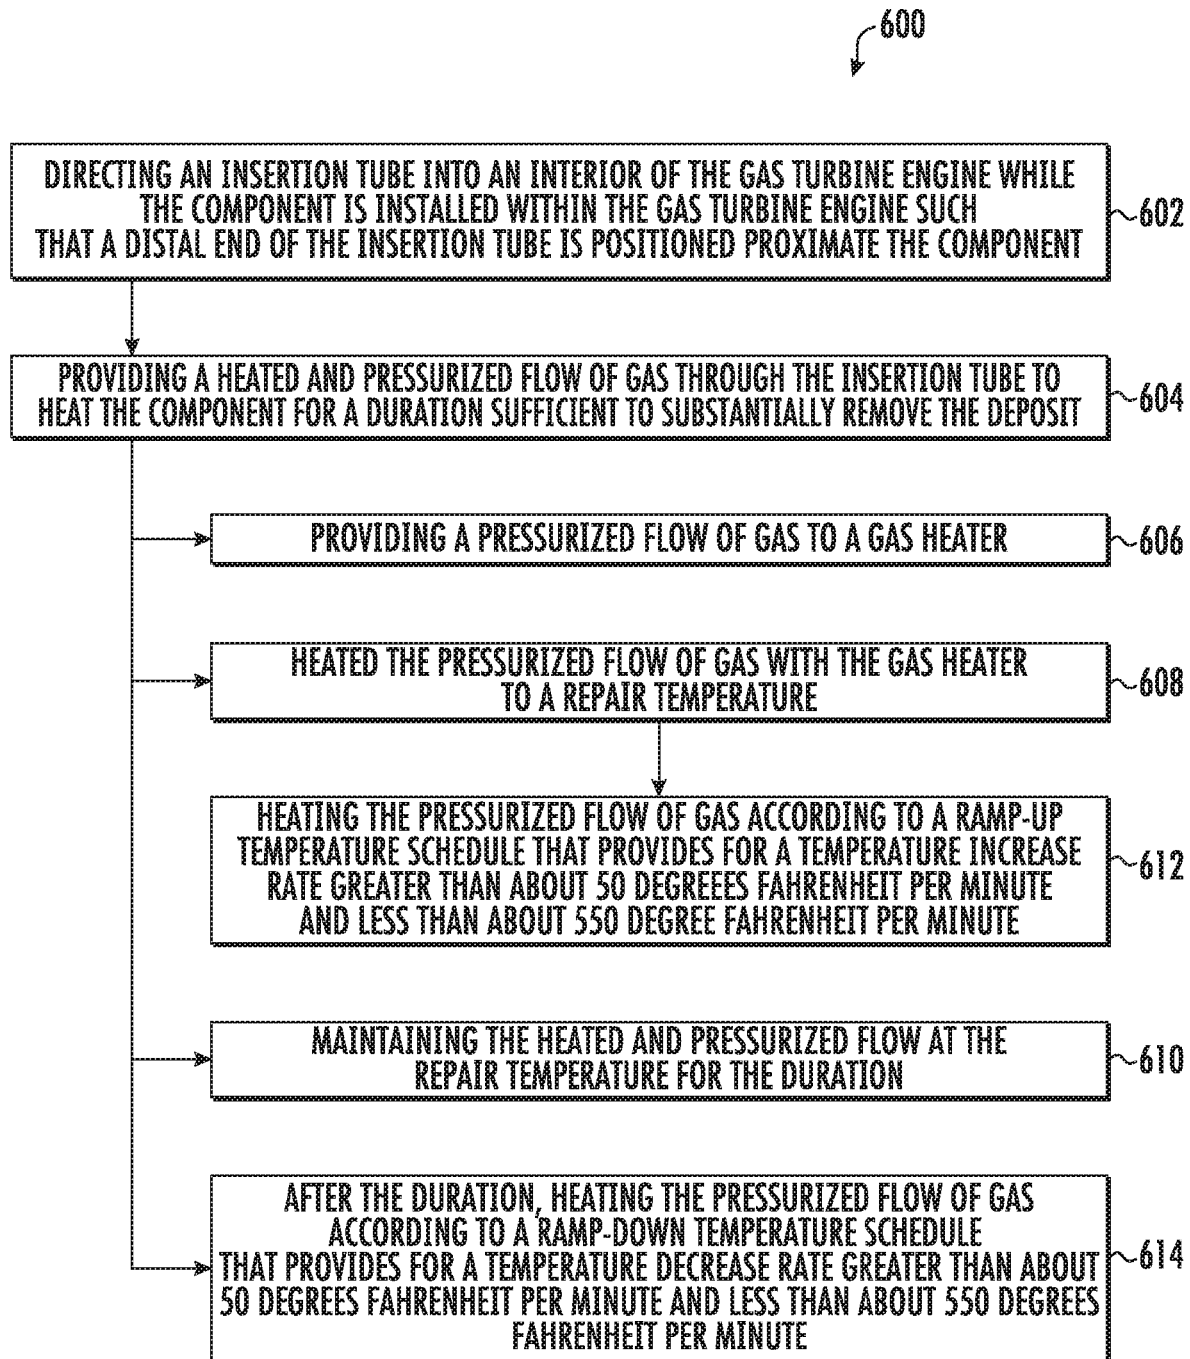 600
DIRECTING AN INSERTION TUBE INTO AN INTERIOR OF THE GAS TURBINE ENGINE WHILE
THE COMPONENT IS INSTALLED WITHIN THE GAS TURBINE ENGINE SUCH
THAT A DISTAL END OF THE INSERTION TUBE IS POSITIONED PROXIMATE THE COMPONENT
602
PROVIDING A HEATED AND PRESSURIZED FLOW OF GAS THROUGH THE INSERTION TUBE TO
HEAT THE COMPONENT FOR A DURATION SUFFICIENT TO SUBSTANTIALLY REMOVE THE DEPOSIT
604
PROVIDING A PRESSURIZED FLOW OF GAS TO A GAS HEATER
606
HEATED THE PRESSURIZED FLOW OF GAS WITH THE GAS HEATER
TO A REPAIR TEMPERATURE
608
HEATING THE PRESSURIZED FLOW OF GAS ACCORDING TO A RAMP-UP
TEMPERATURE SCHEDULE THAT PROVIDES FOR A TEMPERATURE INCREASE
RATE GREATER THAN ABOUT 50 DEGREEES FAHRENHEIT PER MINUTE
AND LESS THAN ABOUT 550 DEGREE FAHRENHEIT PER MINUTE
612
MAINTAINING THE HEATED AND PRESSURIZED FLOW AT THE
REPAIR TEMPERATURE FOR THE DURATION
610
AFTER THE DURATION, HEATING THE PRESSURIZED FLOW OF GAS
ACCORDING TO A RAMP-DOWN TEMPERATURE SCHEDULE
THAT PROVIDES FOR A TEMPERATURE DECREASE RATE GREATER THAN ABOUT
50 DEGREES FAHRENHEIT PER MINUTE AND LESS THAN ABOUT 550 DEGREES
FAHRENHEIT PER MINUTE
614